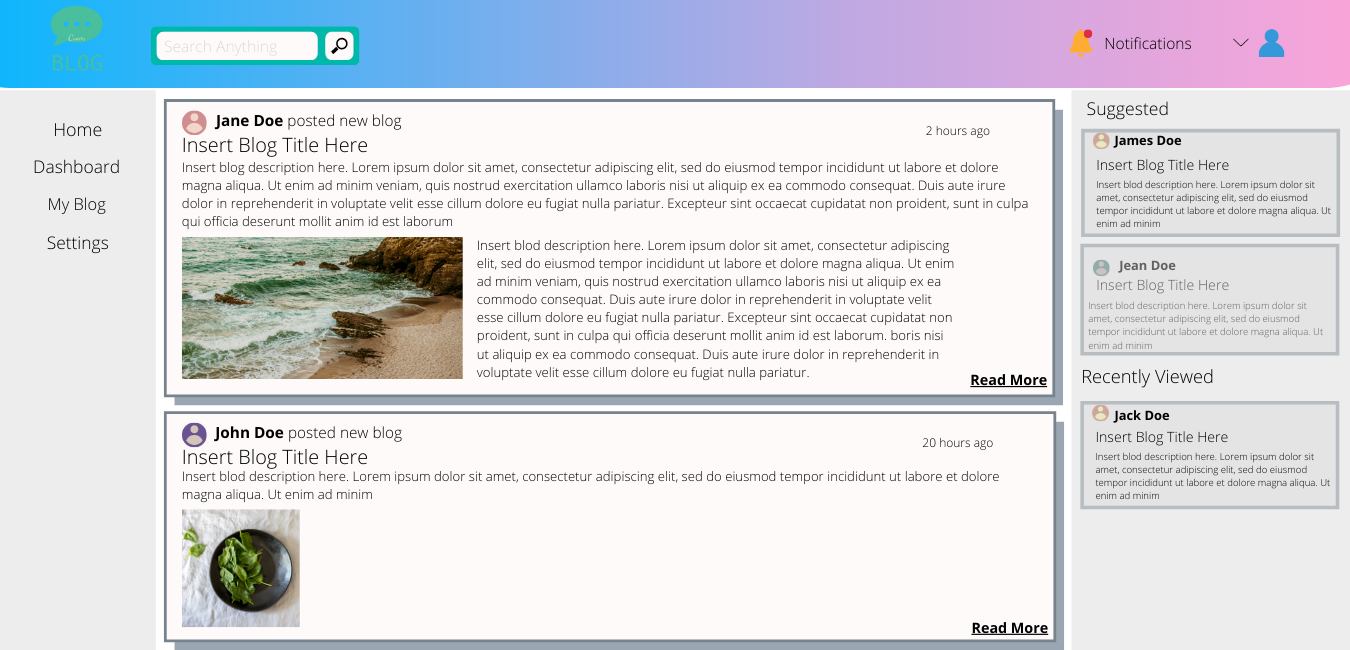 Canva
BLOG
Search Anything
Notifications
Home
Dashboard
My Blog
Settings
Jane Doe posted new blog
2 hours ago
Insert Blog Title Here
Insert blog description here. Lorem ipsum dolor sit amet, consectetur adipiscing elit, sed do eiusmod tempor incididunt ut labore et dolore
magna aliqua. Ut enim ad minim veniam, quis nostrud exercitation ullamco laboris nisi ut aliquip ex ea commodo consequat. Duis aute irure
dolor in reprehenderit in voluptate velit esse cillum dolore eu fugiat nulla pariatur. Excepteur sint occaecat cupidatat non proident, sunt in culpa
qui officia deserunt mollit anim id est laborum
Insert blod description here. Lorem ipsum dolor sit amet, consectetur adipiscing
elit, sed do eiusmod tempor incididunt ut labore et dolore magna aliqua. Ut enim
ad minim veniam, quis nostrud exercitation ullamco laboris nisi ut aliquip ex ea
commodo consequat. Duis aute irure dolor in reprehenderit in voluptate velit
esse cillum dolore eu fugiat nulla pariatur. Excepteur sint occaecat cupidatat non
proident, sunt in culpa qui officia deserunt mollit anim id est laborum. boris nisi
ut aliquip ex ea commodo consequat. Duis aute irure dolor in reprehenderit in
voluptate velit esse cillum dolore eu fugiat nulla pariatur.
Read More
John Doe posted new blog
20 hours ago
Insert Blog Title Here
Insert blod description here. Lorem ipsum dolor sit amet, consectetur adipiscing elit, sed do eiusmod tempor incididunt ut labore et dolore
magna aliqua. Ut enim ad minim
Read More
Suggested
James Doe
Insert Blog Title Here
Insert blod description here. Lorem ipsum dolor sit
amet, consectetur adipiscing elit, sed do eiusmod
tempor incididunt ut labore et dolore magna aliqua. Ut
enim ad minim
Jean Doe
Insert Blog Title Here
Insert blod description here. Lorem ipsum dolor sit
amet, consectetur adipiscing elit, sed do eiusmod
tempor incididunt ut labore et dolore magna aliqua. Ut
enim ad minim
Recently Viewed
Jack Doe
Insert Blog Title Here
Insert blod description here. Lorem ipsum dolor sit
amet, consectetur adipiscing elit, sed do eiusmod
tempor incididunt ut labore et dolore magna aliqua. Ut
enim ad minim